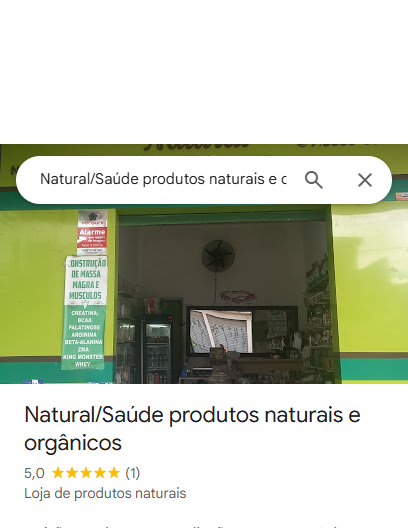 Natural/Saúde produtos naturais e o
Alarme
CONSTRUÇÃO
DE MASSA
MAGRA E
MUSCULOS
CREATINA,
BCAA
PALATINOSE
ARGININA
BETA-ALANINA
ZMA
KING MONSTER
WHEY
Natural/Saúde produtos naturais e
orgânicos
5,0 ★★★★★ (1)
Loja de produtos naturais